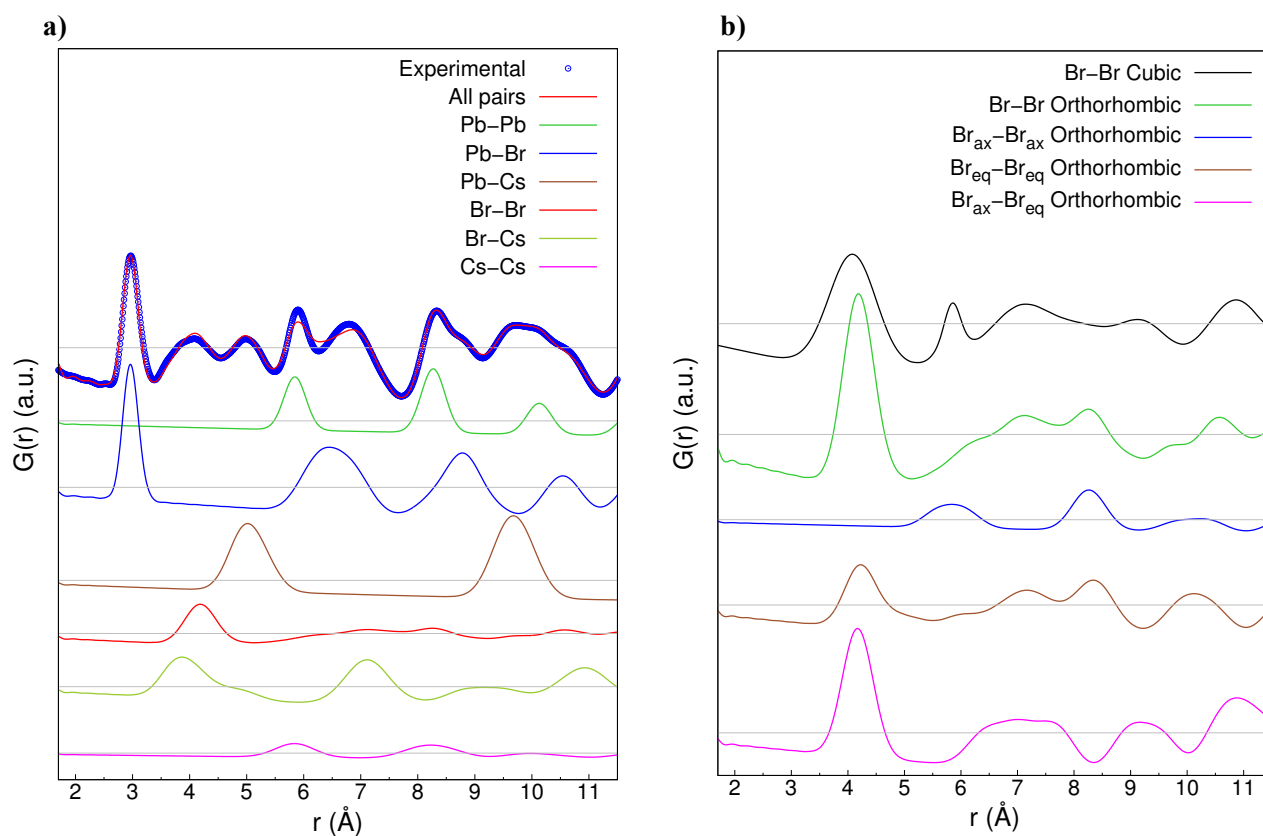 a)
Experimental
All pairs
Pb−Pb
Pb−Br
Pb−Cs
Br−Br
Br−Cs
Cs−Cs
G(r) (a.u.)
2 3 4 5 6 7 8 9 10 11
r (Å)
b)
Br−Br Cubic
Br−Br Orthorhombic
Brax−Brax Orthorhombic
Breq−Breq Orthorhombic
Brax−Breq Orthorhombic
G(r) (a.u.)
2 3 4 5 6 7 8 9 10 11
r (Å)